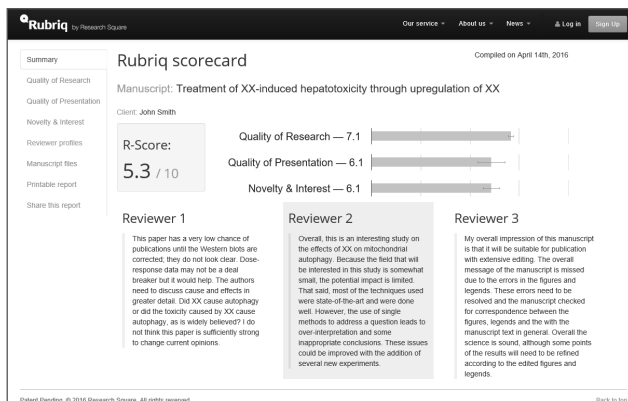 Rubriq by Research Square
Our service About us News Log in Sign Up
Summary
Quality of Research
Quality of Presentation
Novelty & Interest
Reviewer profiles
Manuscript files
Printable report
Share this report
Rubriq scorecard
Compiled on April 14th, 2016
Manuscript: Treatment of XX-induced hepatotoxicity through upregulation of XX
Client: John Smith
R-Score:
5.3 / 10
Quality of Research — 7.1
Quality of Presentation — 6.1
Novelty & Interest — 6.1
Reviewer 1
This paper has a very low chance of
publications until the Western blots are
corrected; they do not look clear. Dose-
response data may not be a deal
breaker but it would help. The authors
need to discuss cause and effects in
greater detail. Did XX cause autophagy
or did the toxicity caused by XX cause
autophagy, as is widely believed? I do
not think this paper is sufficiently strong
to change current opinions.
Reviewer 2
Overall, this is an interesting study on
the effects of XX on mitochondrial
autophagy. Because the field that will
be interested in this study is somewhat
small, the potential impact is limited.
That said, most of the techniques used
were state-of-the-art and were done
well. However, the use of single
methods to address a question leads to
over-interpretation and some
inappropriate conclusions. These issues
could be improved with the addition of
several new experiments.
Reviewer 3
My overall impression of this manuscript
is that it will be suitable for publication
with extensive editing. The overall
message of the manuscript is missed
due to the errors in the figures and
legends. These errors need to be
resolved and the manuscript checked
for correspondence between the
figures, legends and the with the
manuscript text in general. Overall the
science is sound, although some points
of the results will need to be refined
according to the edited figures and
legends.
Patent Pending. © 2016 Research Square. All rights reserved.
Back to top